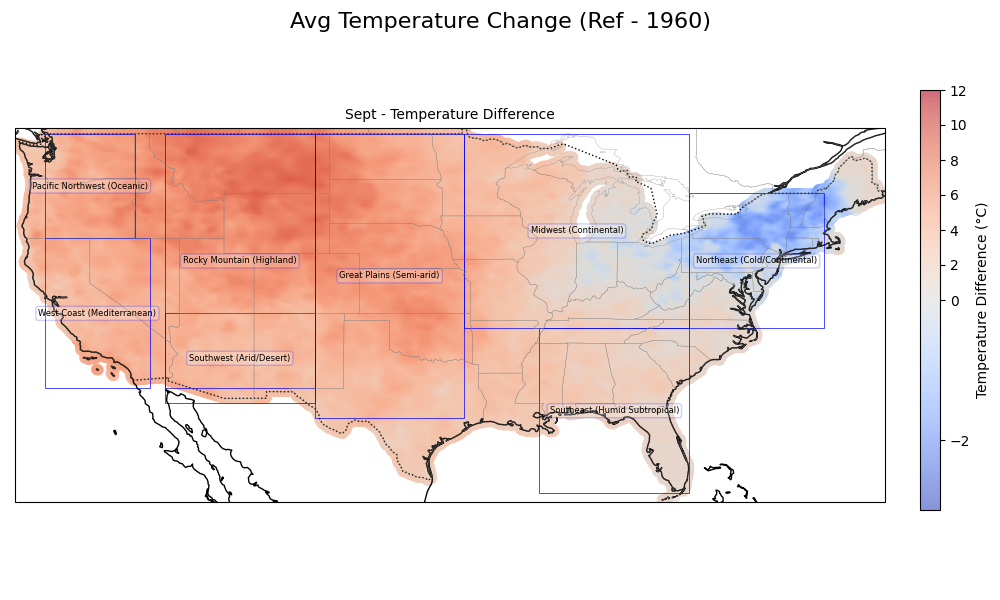 Avg Temperature Change (Ref - 1960)
Sept - Temperature Difference
Pacific Northwest (Oceanic)
Midwest (Continental)
Rocky Mountain (Highland)
Northeast (Cold/Continental)
Great Plains (Semi-arid)
West Coast (Mediterranean)
Southwest (Arid/Desert)
Southeast (Humid Subtropical)
12
10
8
6
4
2
0
−2
Temperature Difference (°C)